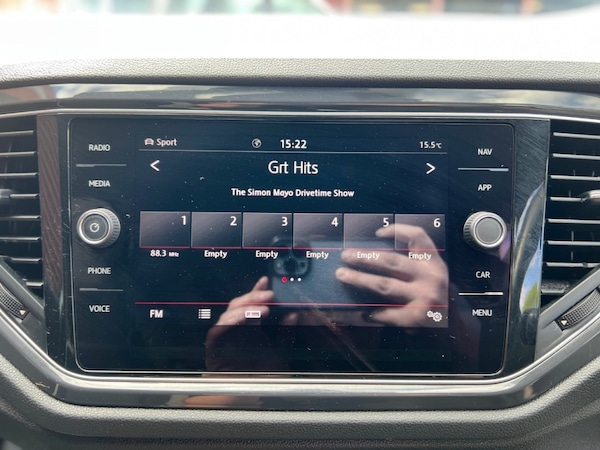 RADIO
Sport
15:22
15.5°C
NAV
Grt Hits
MEDIA
APP
The Simon Mayo Drivetime Show
1
2
3
4
5
6
88.3 MHz
Empty
Empty
Empty
Empty
Empty
PHONE
CAR
VOICE
FM
MENU